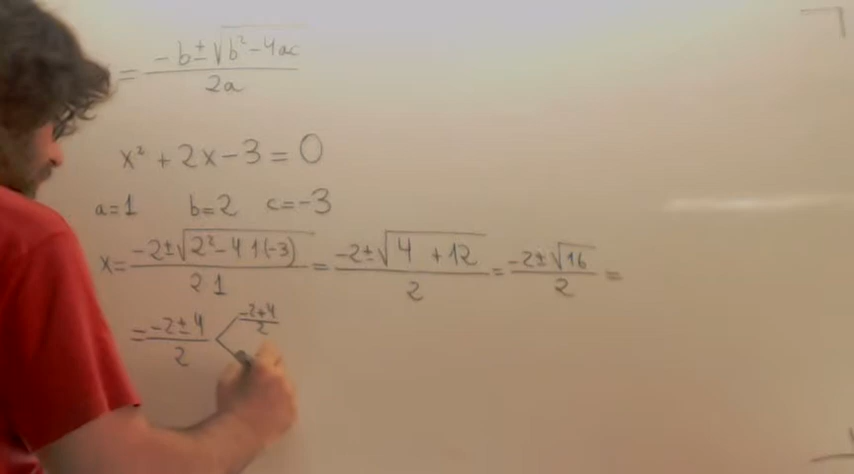 = -b±√b²-4ac / 2a
x² + 2x - 3 = 0
a=1 b=2 c=-3
x= -2±√2²-4 1(-3) / 2 1 = -2±√4 +12 / 2 = -2±√16 / 2 =
= -2±4 / 2 < -2+4 / 2